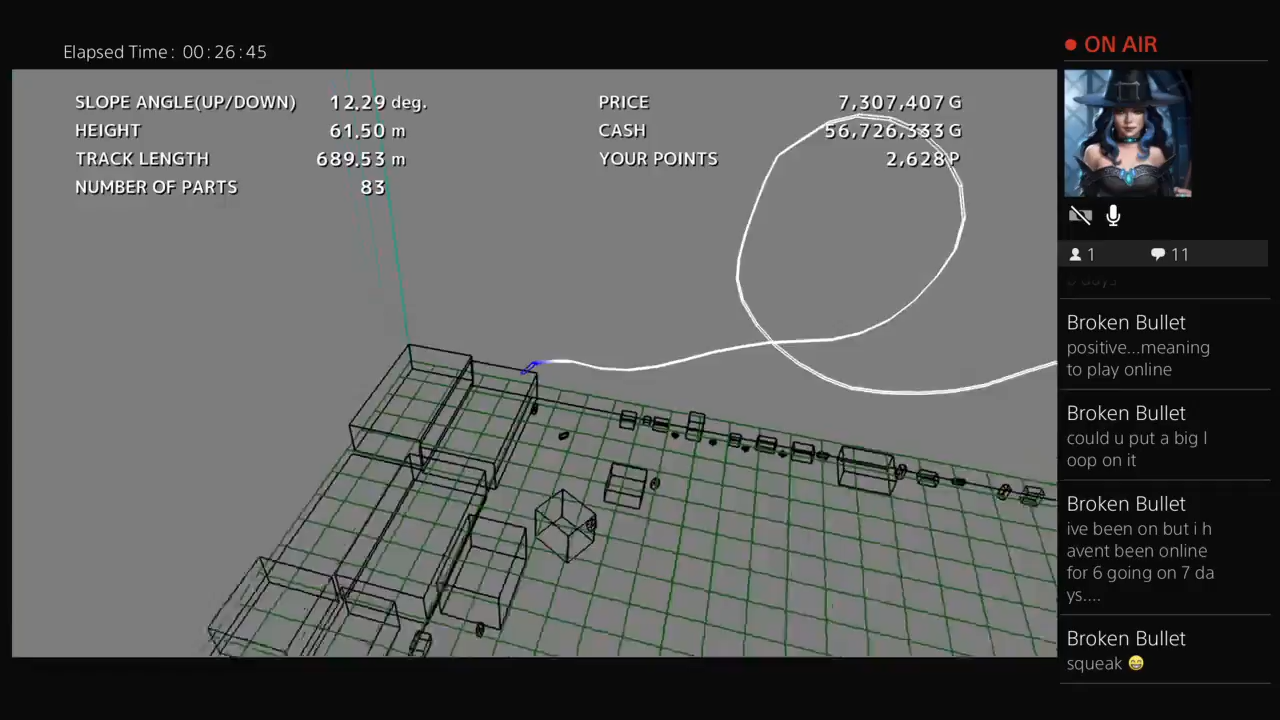 Elapsed Time: 00:26:45
ON AIR
SLOPE ANGLE(UP/DOWN) 12.29 deg.
HEIGHT 61.50 m
TRACK LENGTH 689.53 m
NUMBER OF PARTS 83
PRICE 7,307,407 G
CASH 56,726,333 G
YOUR POINTS 2,628 P
1 11
Broken Bullet
positive...meaning
to play online
Broken Bullet
could u put a big l
oop on it
Broken Bullet
ive been on but i h
avent been online
for 6 going on 7 da
ys....
Broken Bullet
squeak 😁